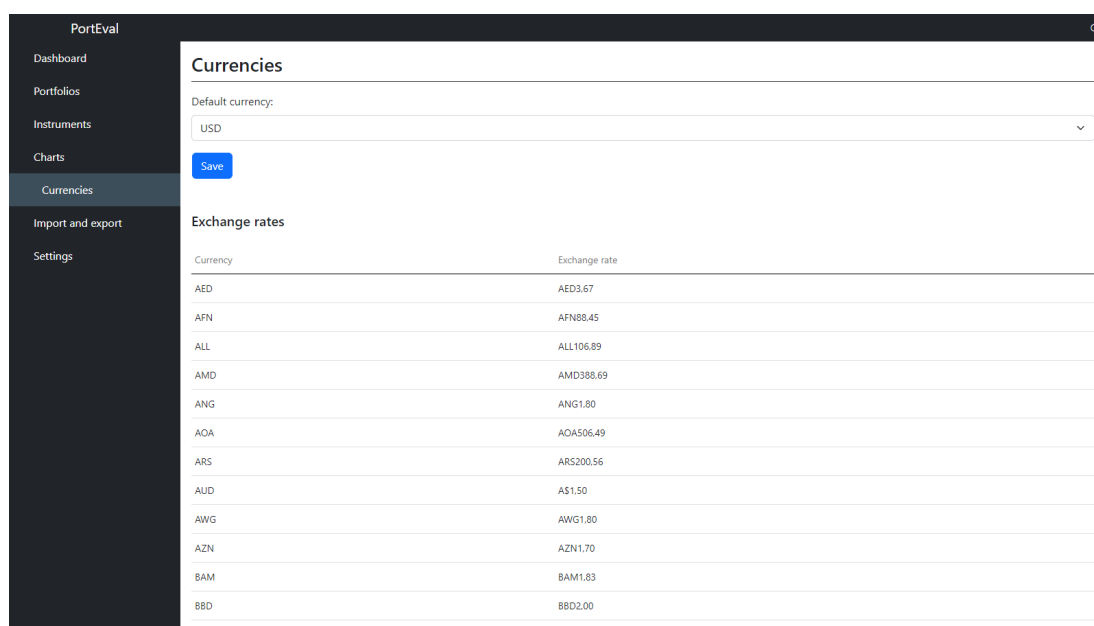 PortEval
Dashboard
Portfolios
Instruments
Charts
Currencies
Import and export
Settings
Currencies
Default currency:
USD
Save
Exchange rates
Currency Exchange rate
AED AED3,67
AFN AFN88,45
ALL ALL106,89
AMD AMD388,69
ANG ANG1,80
AOA AOA506,49
ARS ARS200,56
AUD A$1,50
AWG AWG1,80
AZN AZN1,70
BAM BAM1,83
BBD BBD2,00